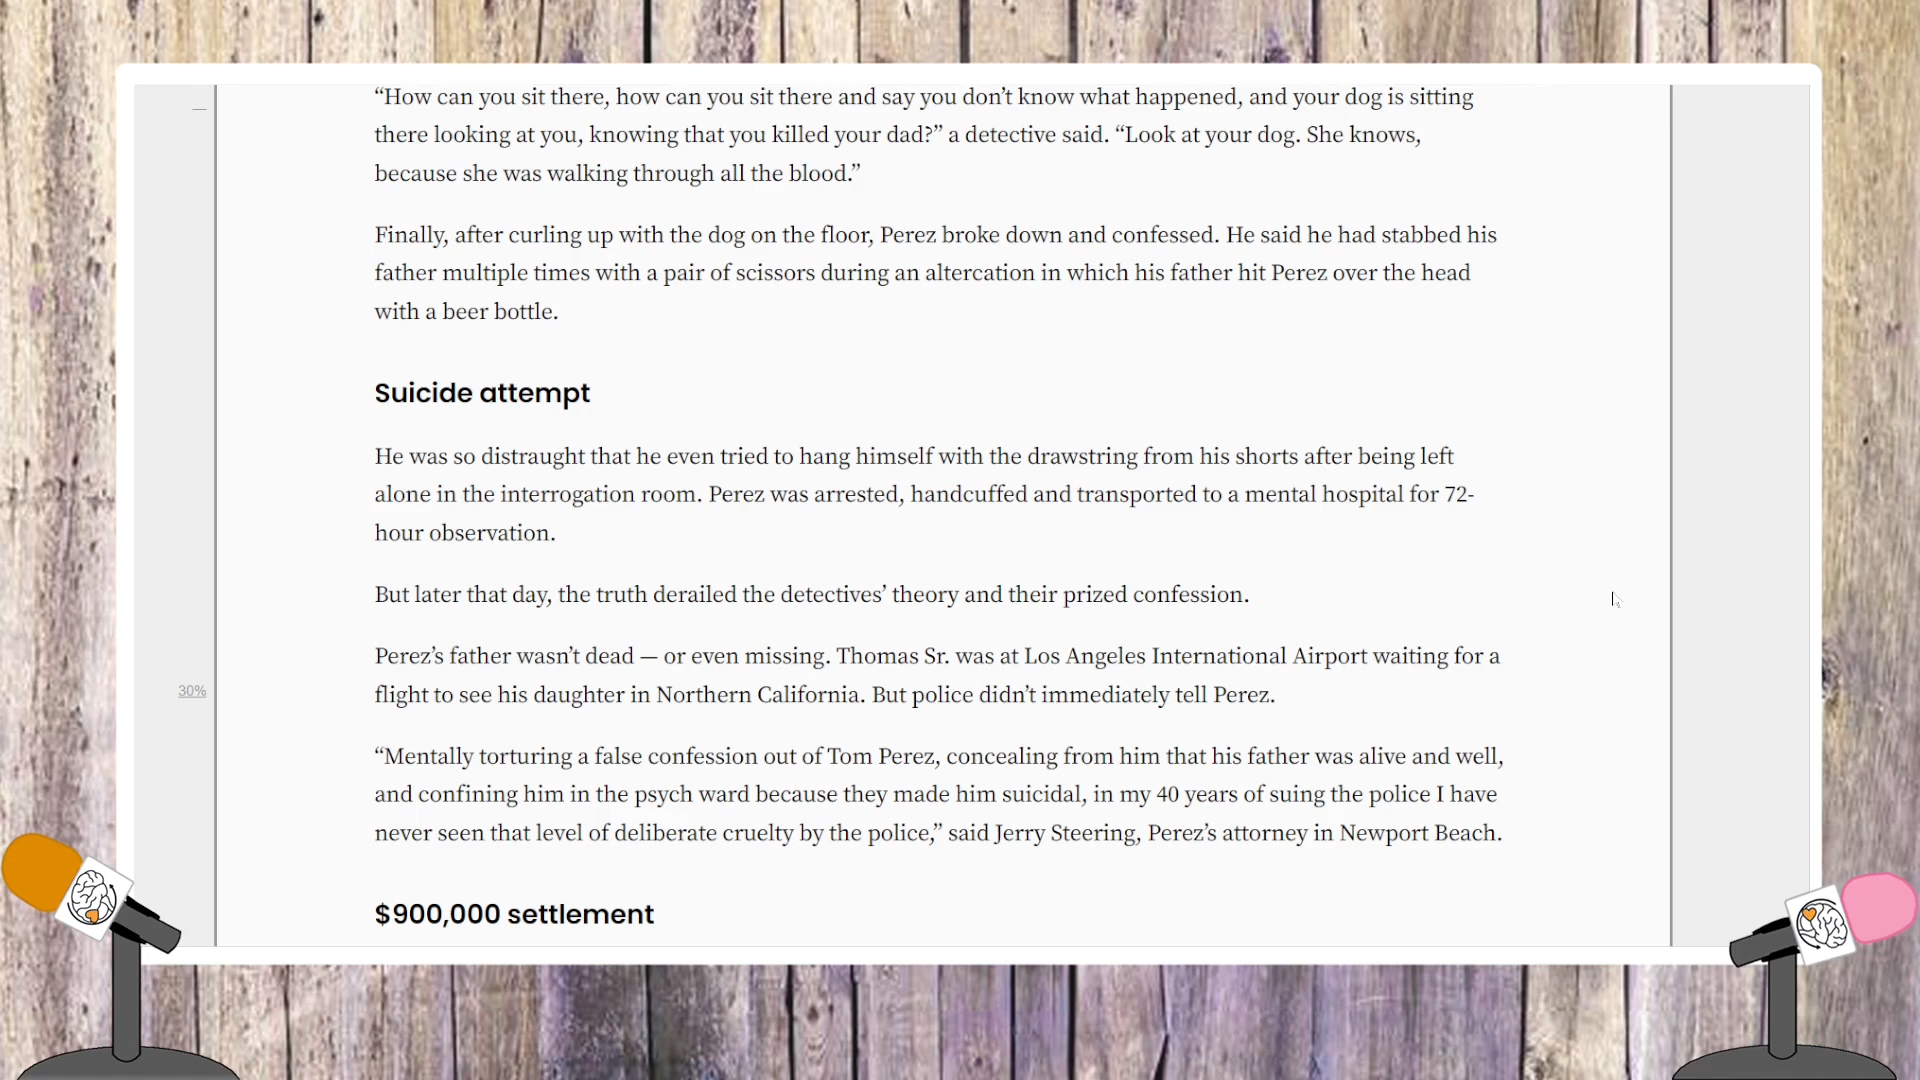 “How can you sit there, how can you sit there and say you don’t know what happened, and your dog is sitting
there looking at you, knowing that you killed your dad?” a detective said. “Look at your dog. She knows,
because she was walking through all the blood.”
Finally, after curling up with the dog on the floor, Perez broke down and confessed. He said he had stabbed his
father multiple times with a pair of scissors during an altercation in which his father hit Perez over the head
with a beer bottle.
Suicide attempt
He was so distraught that he even tried to hang himself with the drawstring from his shorts after being left
alone in the interrogation room. Perez was arrested, handcuffed and transported to a mental hospital for 72-
hour observation.
But later that day, the truth derailed the detectives’ theory and their prized confession.
Perez’s father wasn’t dead — or even missing. Thomas Sr. was at Los Angeles International Airport waiting for a
30%
flight to see his daughter in Northern California. But police didn’t immediately tell Perez.
“Mentally torturing a false confession out of Tom Perez, concealing from him that his father was alive and well,
and confining him in the psych ward because they made him suicidal, in my 40 years of suing the police I have
never seen that level of deliberate cruelty by the police,” said Jerry Steering, Perez’s attorney in Newport Beach.
$900,000 settlement